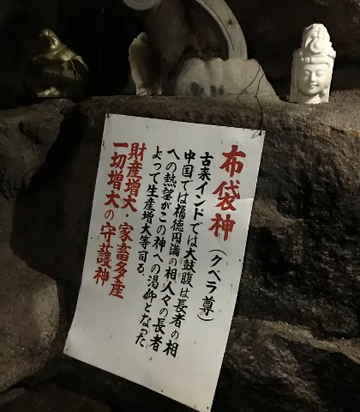 布袋神
(クベラ尊)
古来インドでは大鼓腹は長者の相
中国では福徳円満の相人々の長者
への熱望がこの神への渇仰となった
よって生産増大等司る。
財産増大・家畜多産
一切増大の守護神